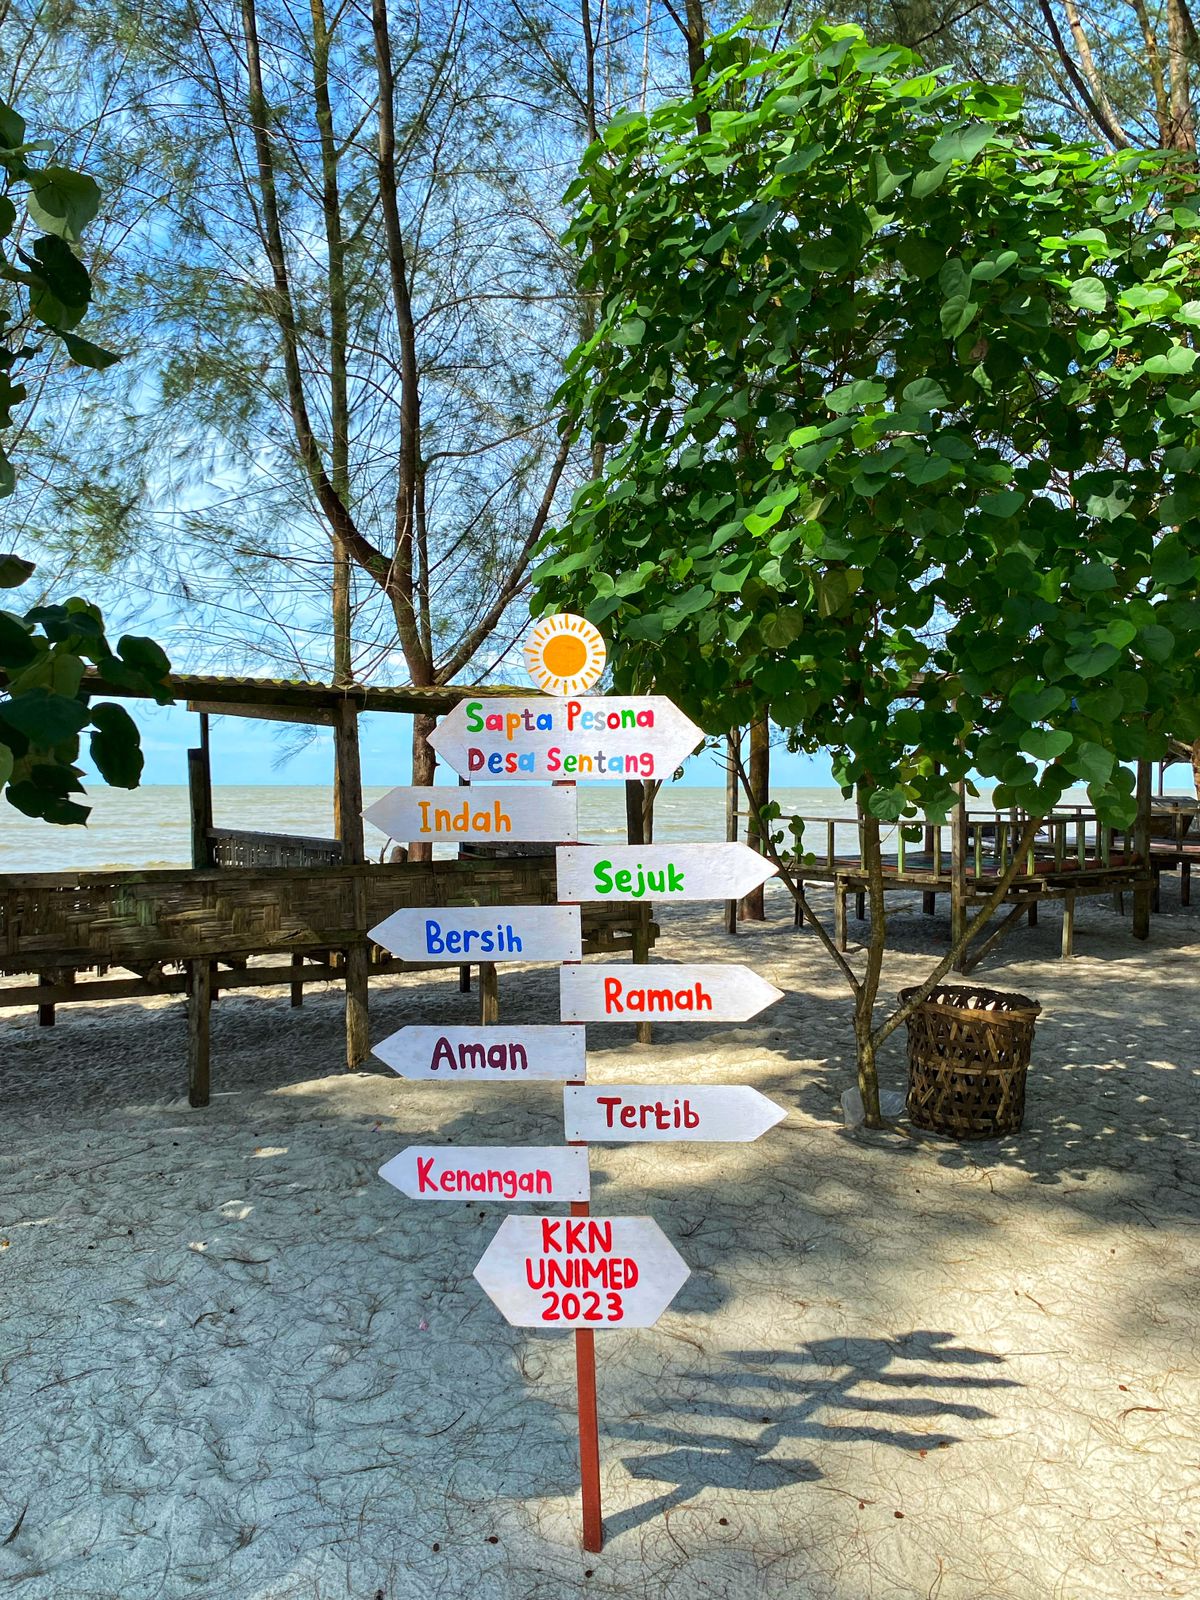 Sapta Pesona
Desa Sentang
Indah
Sejuk
Bersih
Ramah
Aman
Tertib
Kenangan
KKN
UNIMED
2023